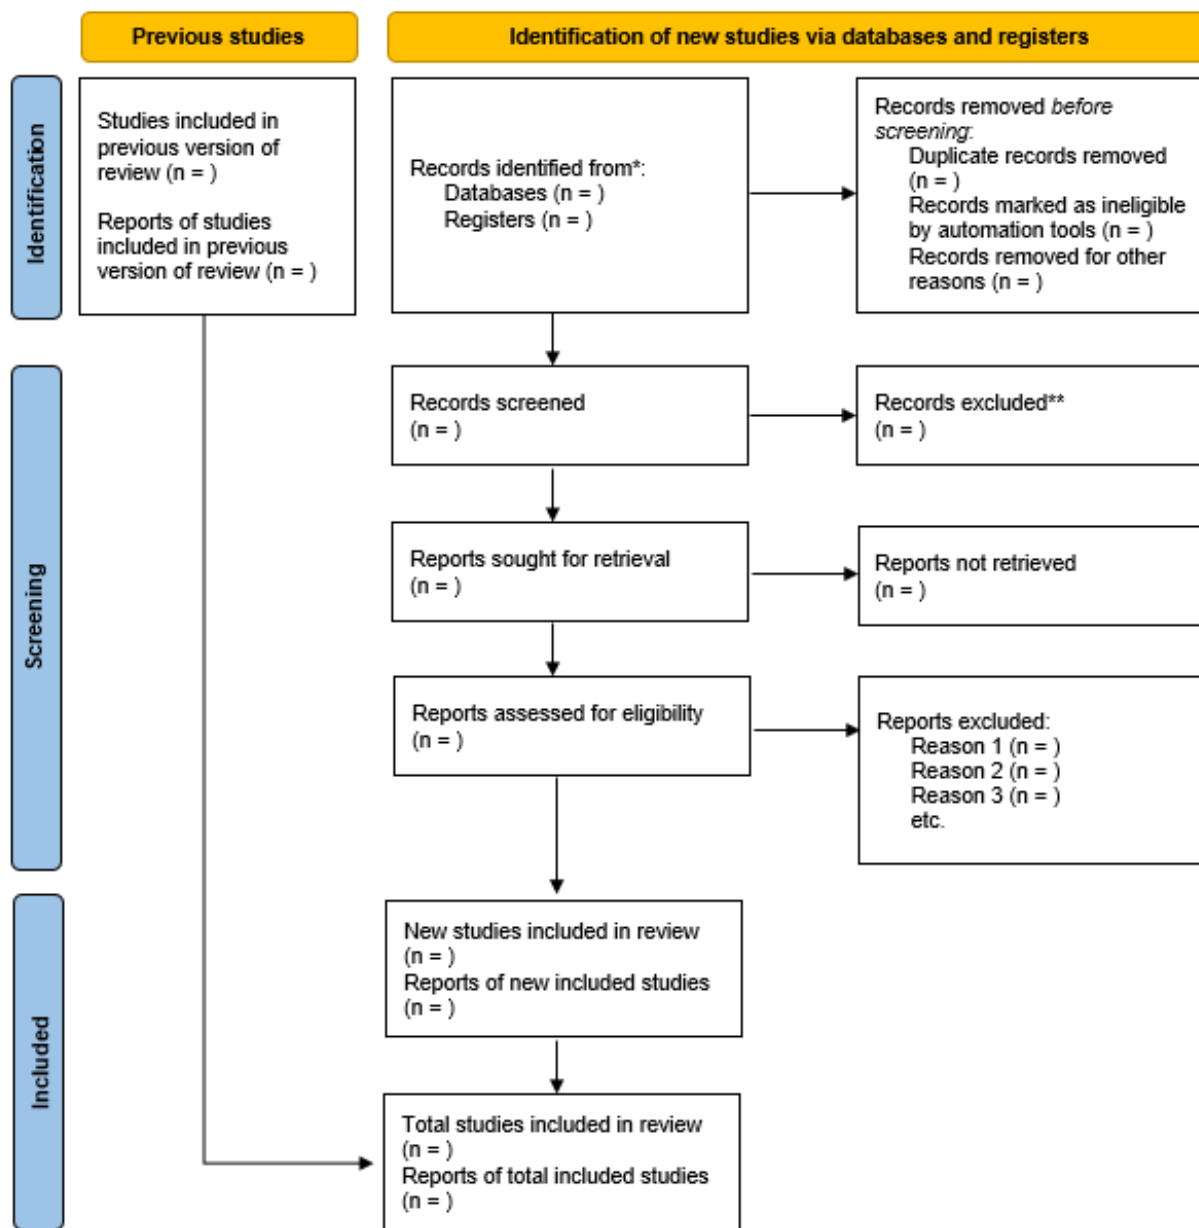 Previous studies
Identification of new studies via databases and registers
Identification
Studies included in
previous version of
review (n = )
Reports of studies
included in previous
version of review (n = )
Records identified from*:
Databases (n = )
Registers (n = )
Records removed before
screening:
Duplicate records removed
(n = )
Records marked as ineligible
by automation tools (n = )
Records removed for other
reasons (n = )
Screening
Records screened
(n = )
Records excluded**
(n = )
Reports sought for retrieval
(n = )
Reports not retrieved
(n = )
Reports assessed for eligibility
(n = )
Reports excluded:
Reason 1 (n = )
Reason 2 (n = )
Reason 3 (n = )
etc.
Included
New studies included in review
(n = )
Reports of new included studies
(n = )
Total studies included in review
(n = )
Reports of total included studies
(n = )